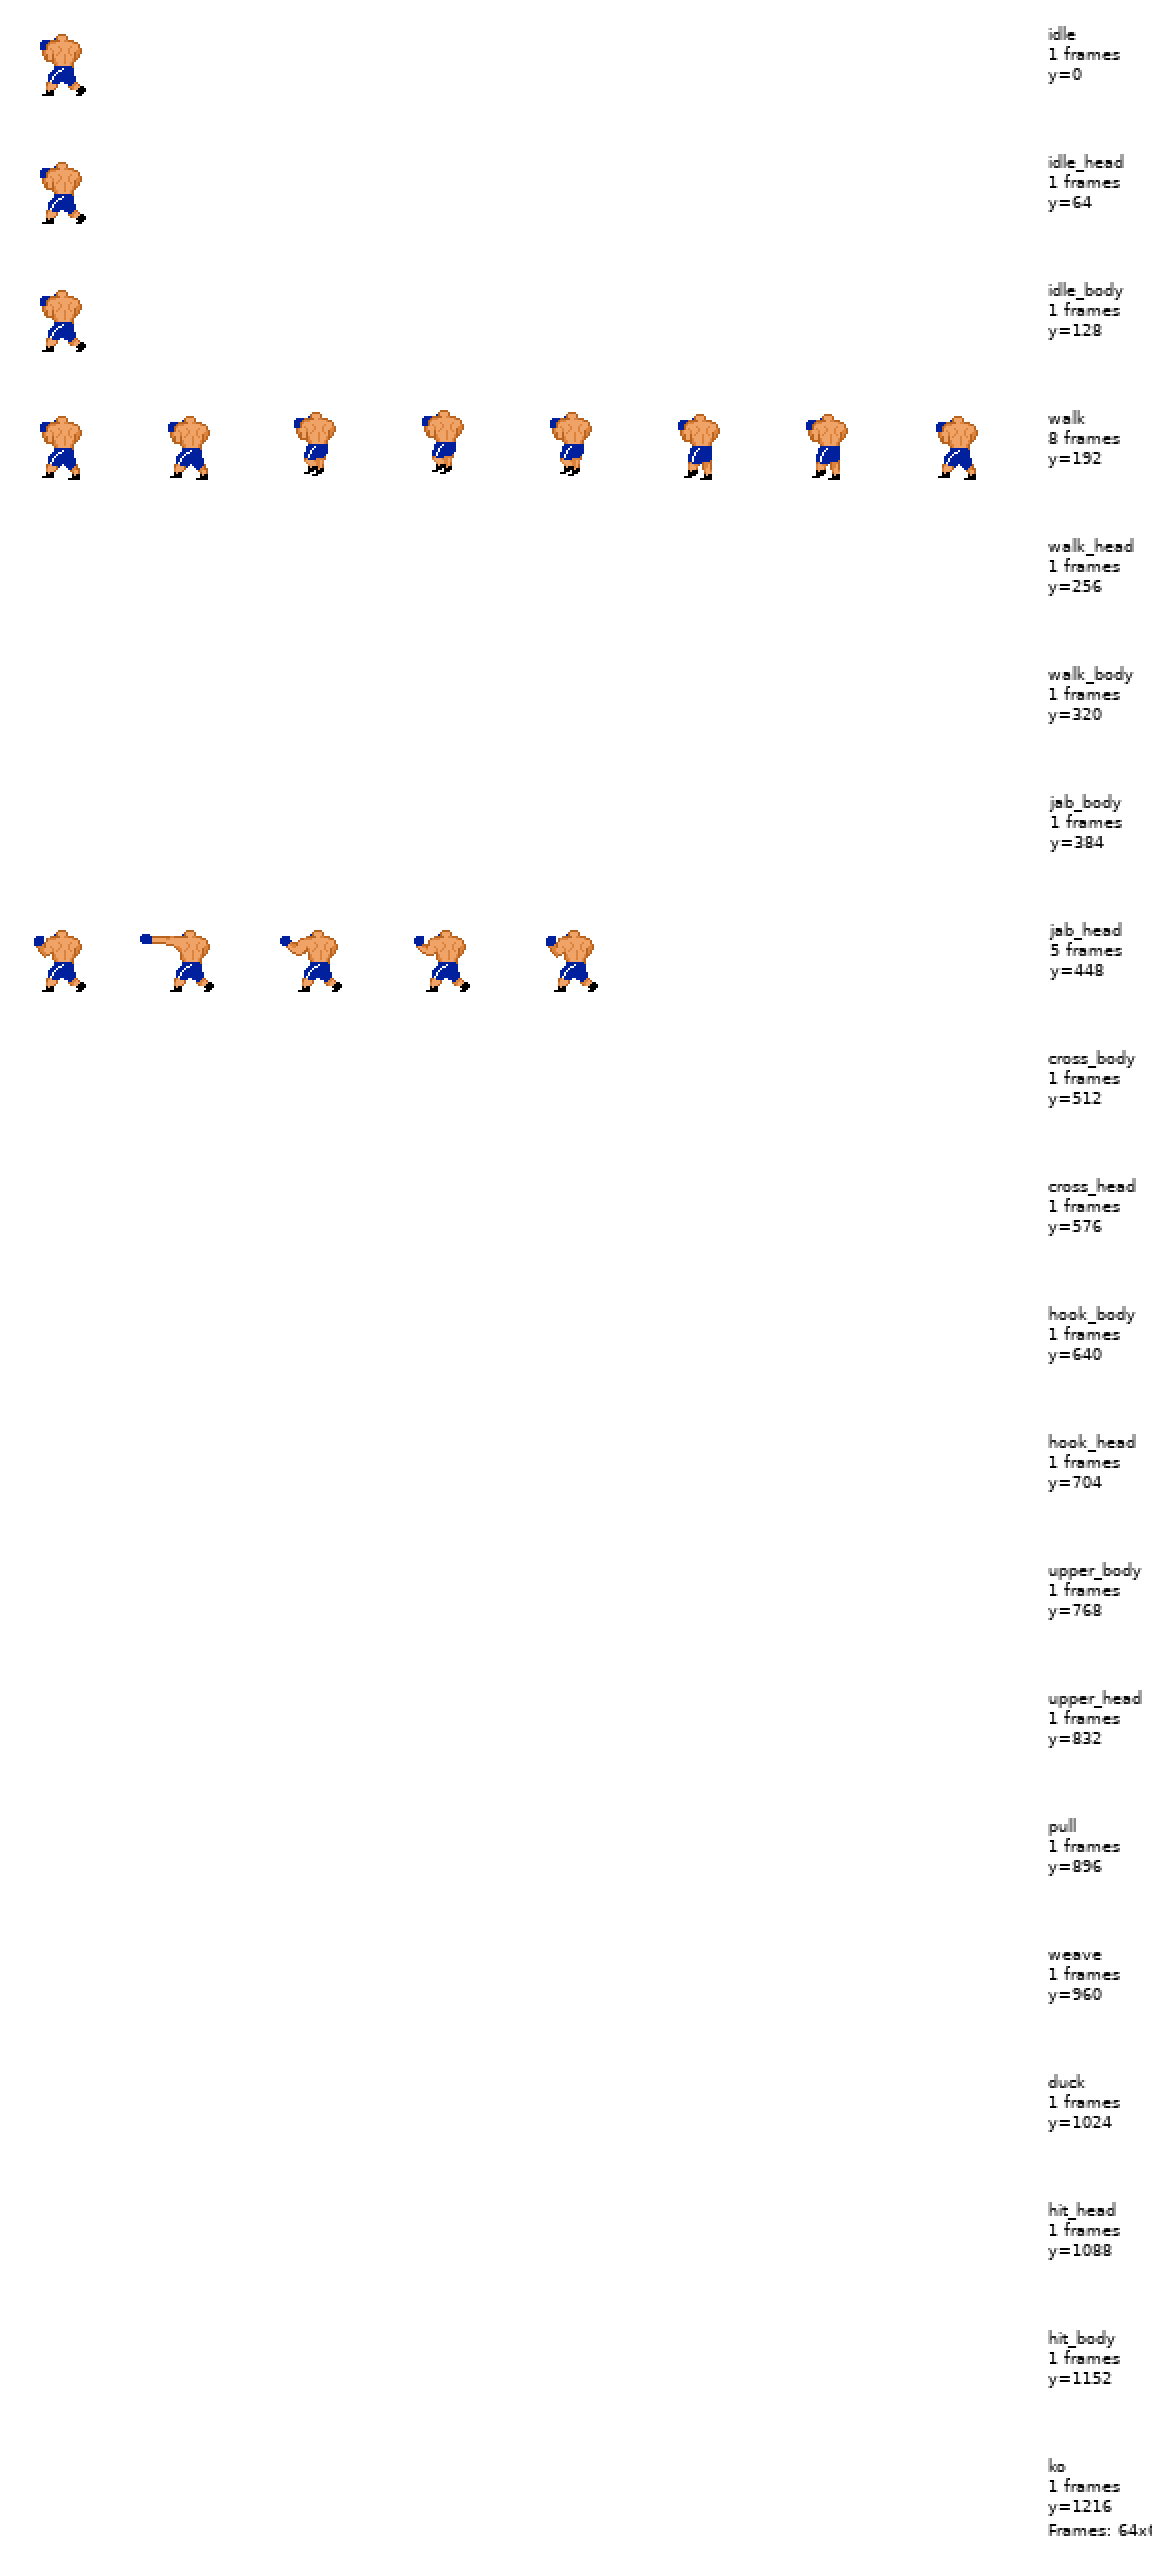 idle
1 frames
y=0
idle_head
1 frames
y=64
idle_body
1 frames
y=128
walk
8 frames
y=192
walk_head
1 frames
y=256
walk_body
1 frames
y=320
jab_body
1 frames
y=384
jab_head
5 frames
y=448
cross_body
1 frames
y=512
cross_head
1 frames
y=576
hook_body
1 frames
y=640
hook_head
1 frames
y=704
upper_body
1 frames
y=768
upper_head
1 frames
y=832
pull
1 frames
y=896
weave
1 frames
y=960
duck
1 frames
y=1024
hit_head
1 frames
y=1088
hit_body
1 frames
y=1152
ko
1 frames
y=1216
Frames: